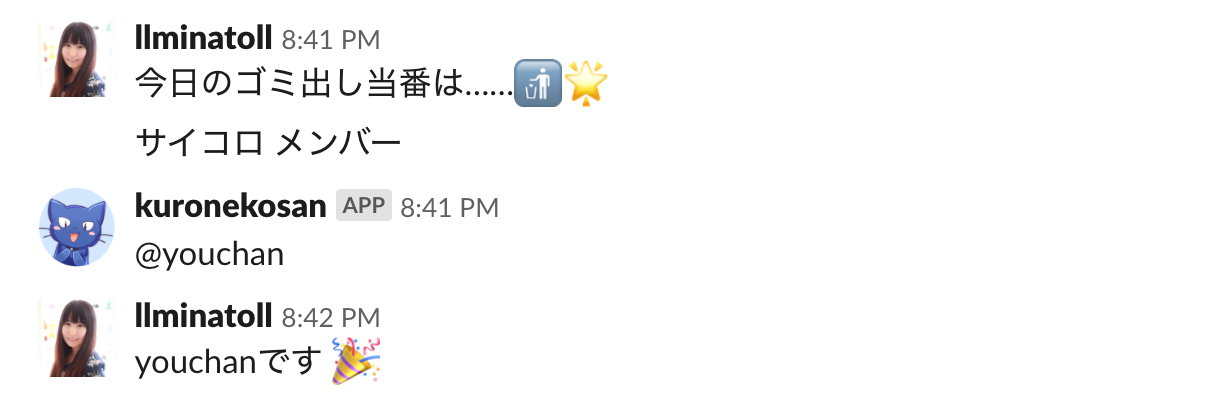 llminatoll 8:41 PM
今日のゴミ出し当番は……🚮🌟
サイコロ メンバー
kuronekosan APP 8:41 PM
@youchan
llminatoll 8:42 PM
youchanです 🎉